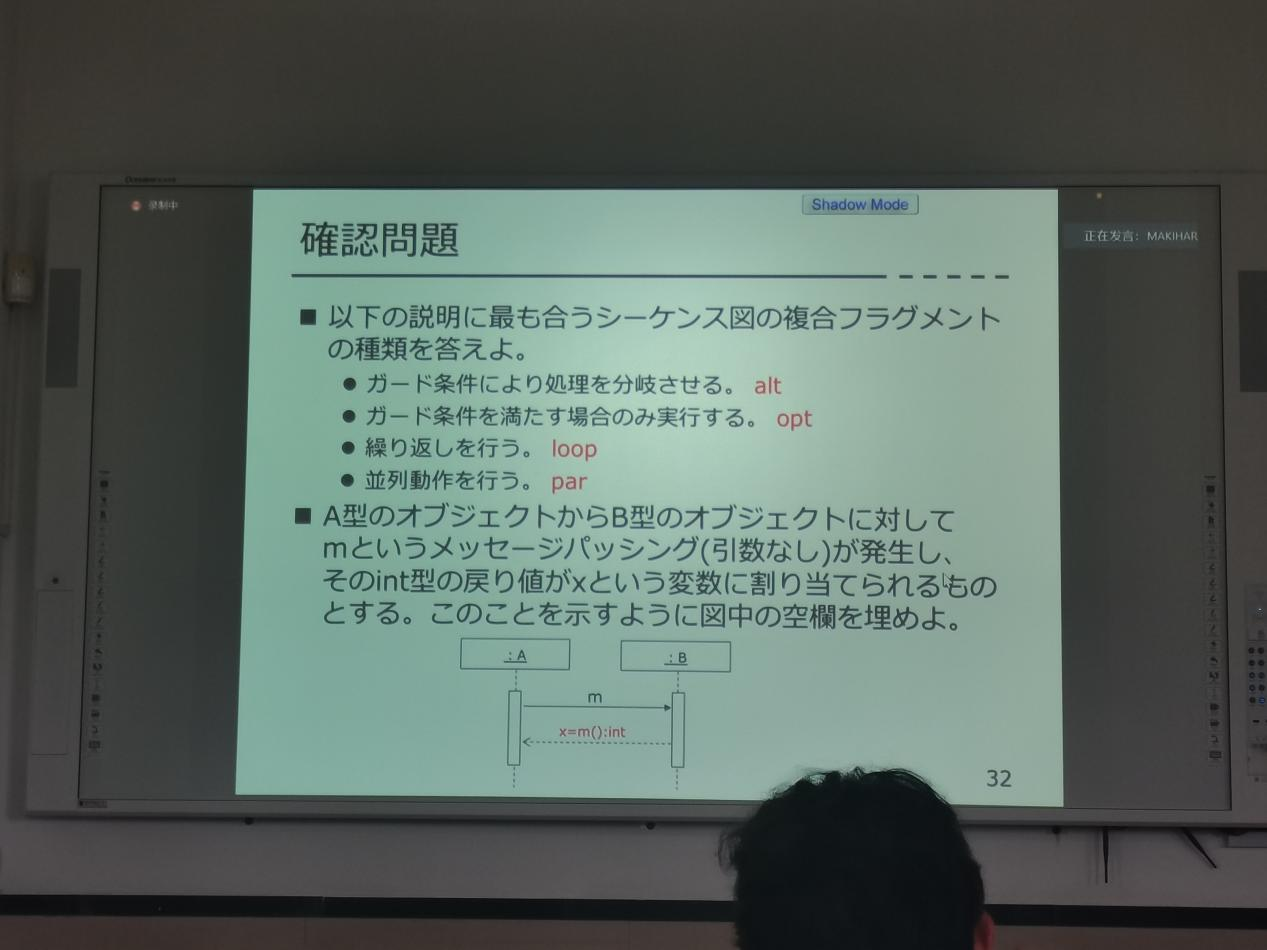 录制中
Shadow Mode
正在发言: MAKIHAR
確認問題
■ 以下の説明に最も合うシーケンス図の複合フラグメント
の種類を答えよ。
● ガード条件により処理を分岐させる。 alt
● ガード条件を満たす場合のみ実行する。 opt
● 繰り返しを行う。 loop
● 並列動作を行う。 par
■ A型のオブジェクトからB型のオブジェクトに対して
mというメッセージパッシング(引数なし)が発生し、
そのint型の戻り値がxという変数に割り当てられるもの
とする。このことを示すように図中の空欄を埋めよ。
: A
: B
m
x=m():int
32